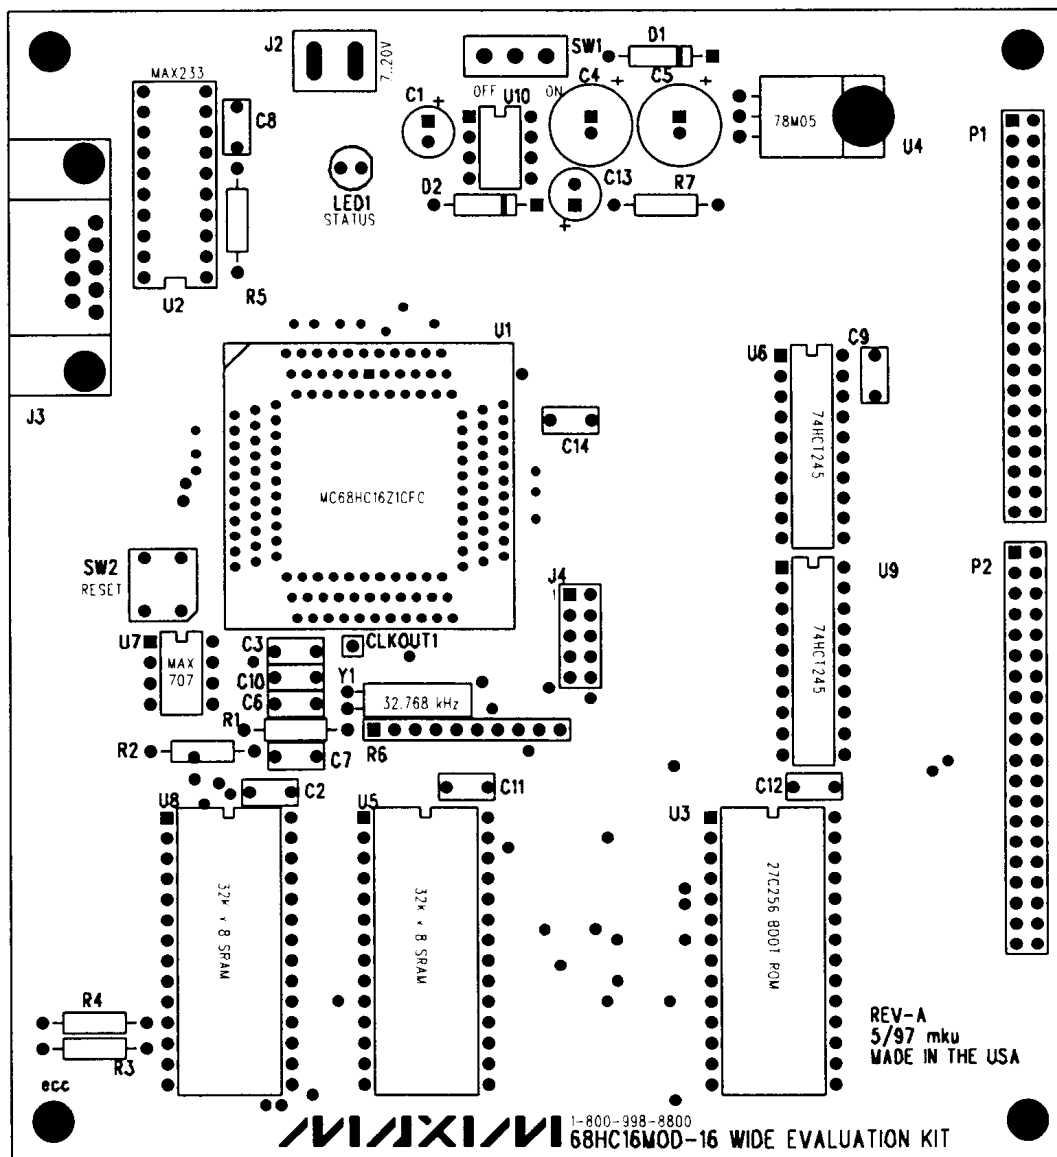 J2
7..20V
SW1
OFF
ON
D1
MAX233
C8
C1
+
U10
C4
+
C5
+
78M05
U4
P1
LED1
STATUS
D2
C13
+
R7
U2
R5
J3
U1
MC68HC16Z1CFC
C14
U6
74HCT245
C9
SW2
RESET
U7
MAX
707
C3
C10
C6
R1
R2
C7
CLKOUT1
Y1
32.768 kHz
R6
J4
1
74HCT245
U9
P2
C2
C11
C12
U8
32k x 8 SRAM
U5
32k x 8 SRAM
U3
27C256 BOOT ROM
R4
R3
ecc
REV-A
5/97 mku
MADE IN THE USA
MAXIM
1-800-998-8800
68HC16MOD-16 WIDE EVALUATION KIT